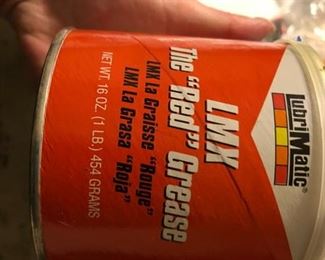 LubriMatic®
LMX
The "Red" Grease
LMX La Graisse "Rouge"
LMX La Grasa "Roja"
NET WT. 16 OZ. (1 LB.) 454 GRAMS